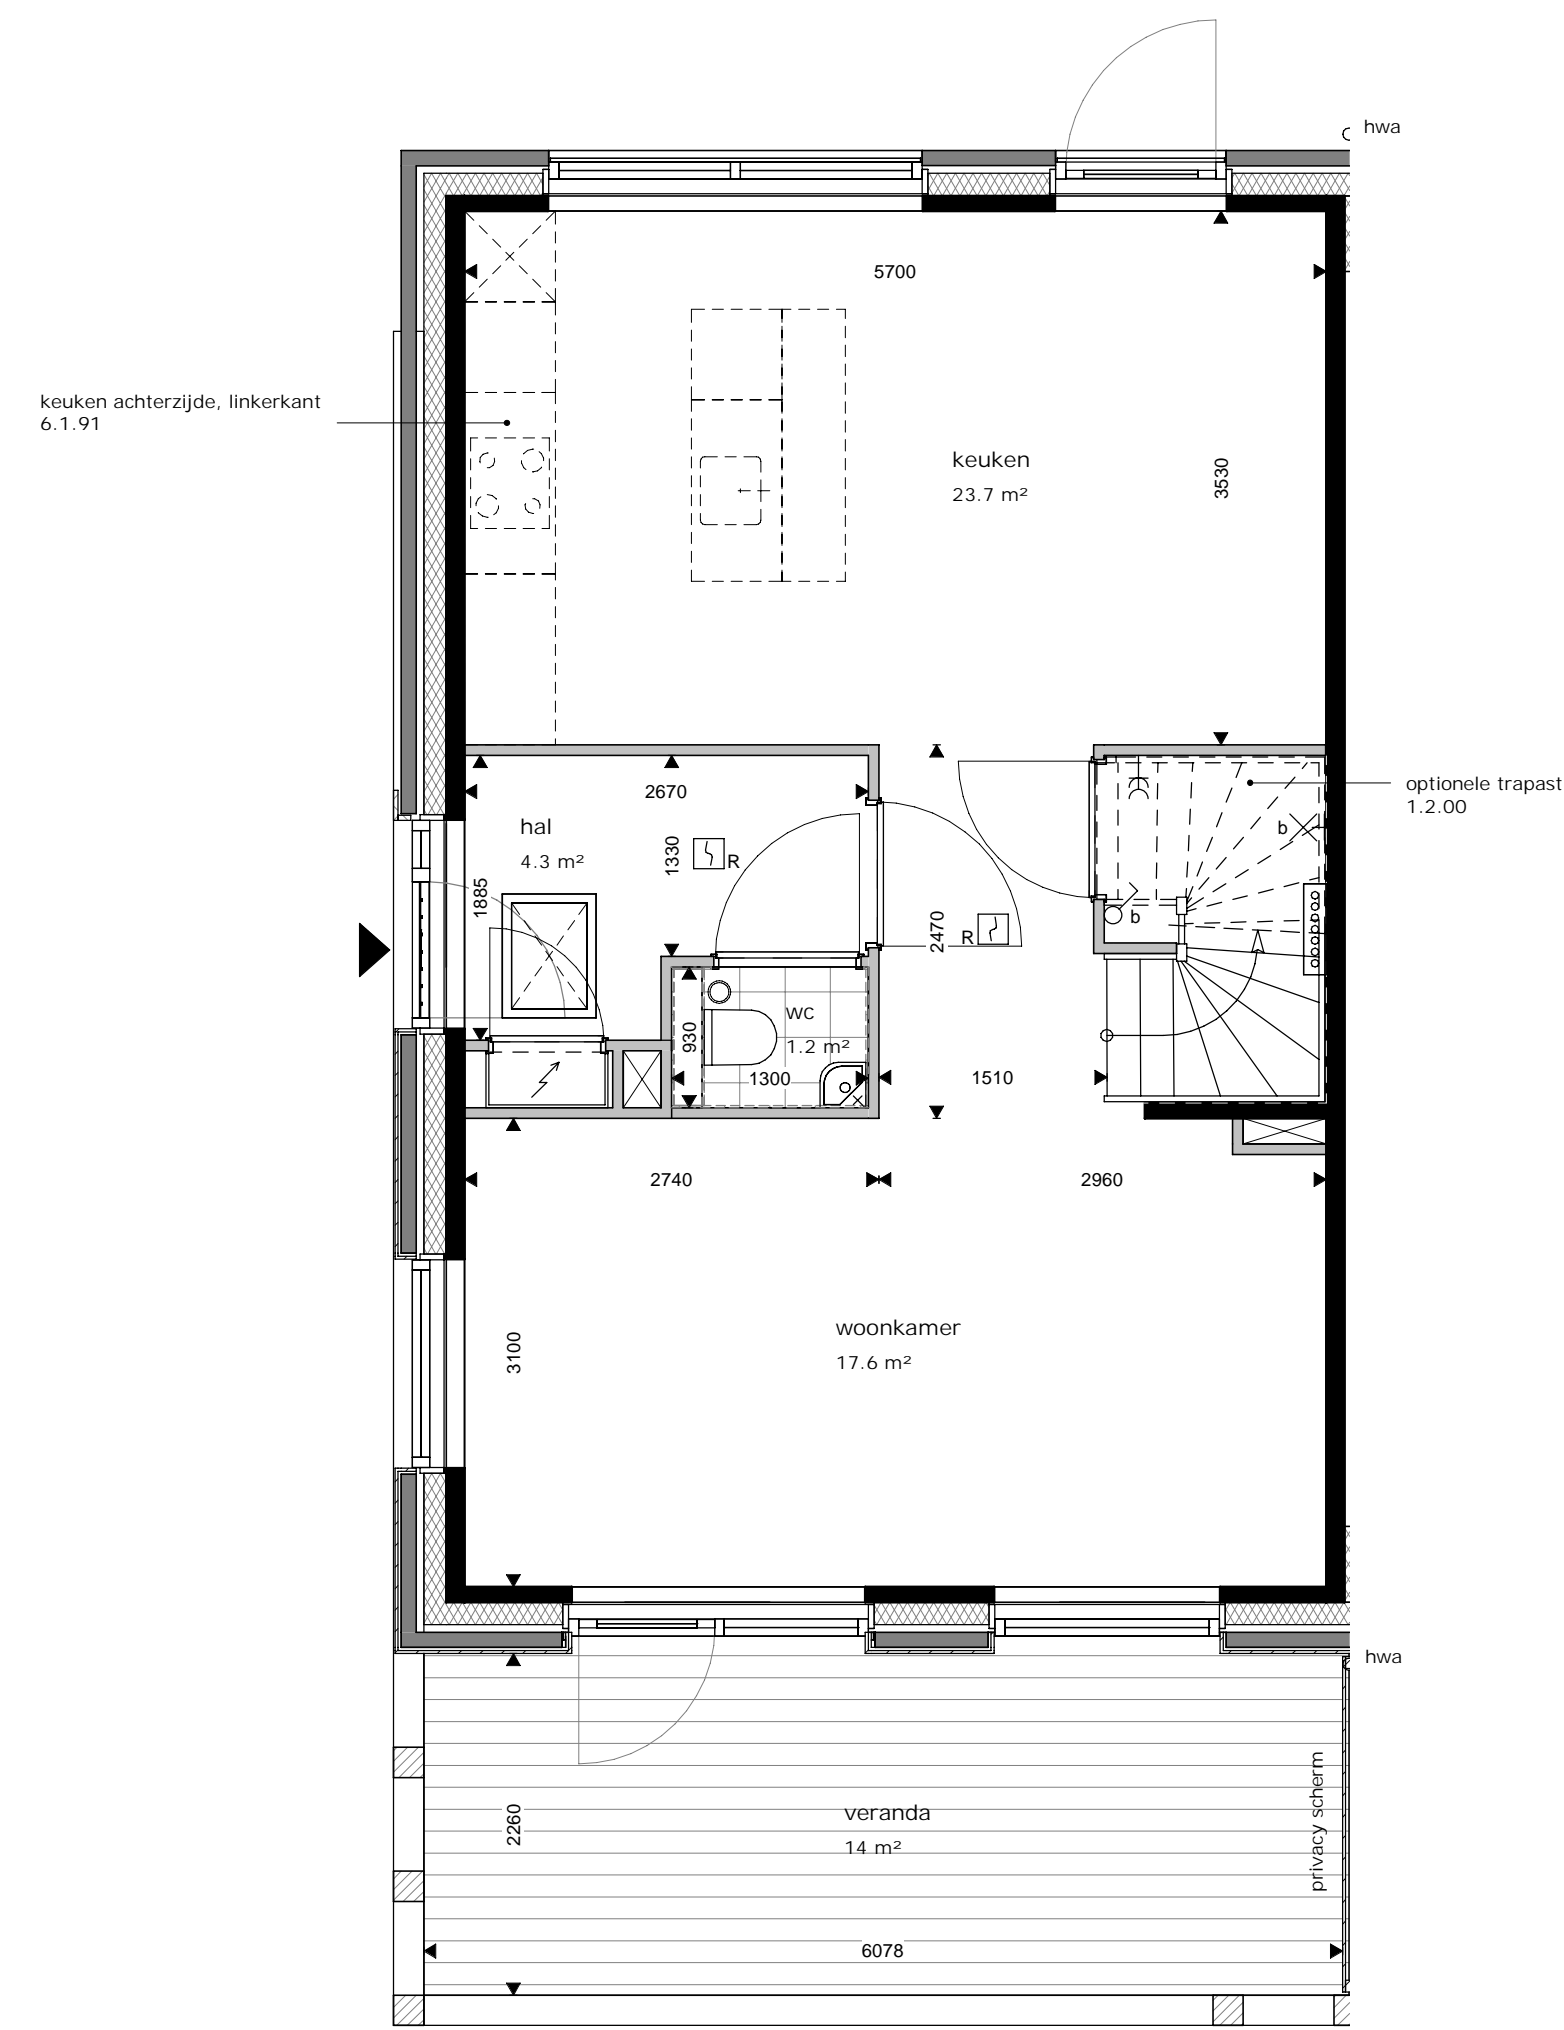 hwa
5700
keuken achterzijde, linkerkant
6.1.91
keuken
23.7 m²
3530
2670
hal
4.3 m²
1330
R
1885
optionele trapast
1.2.00
b
b
2470
R
wc
1.2 m²
930
1300
1510
2740
2960
woonkamer
17.6 m²
3100
hwa
veranda
14 m²
2260
privacy scherm
6078